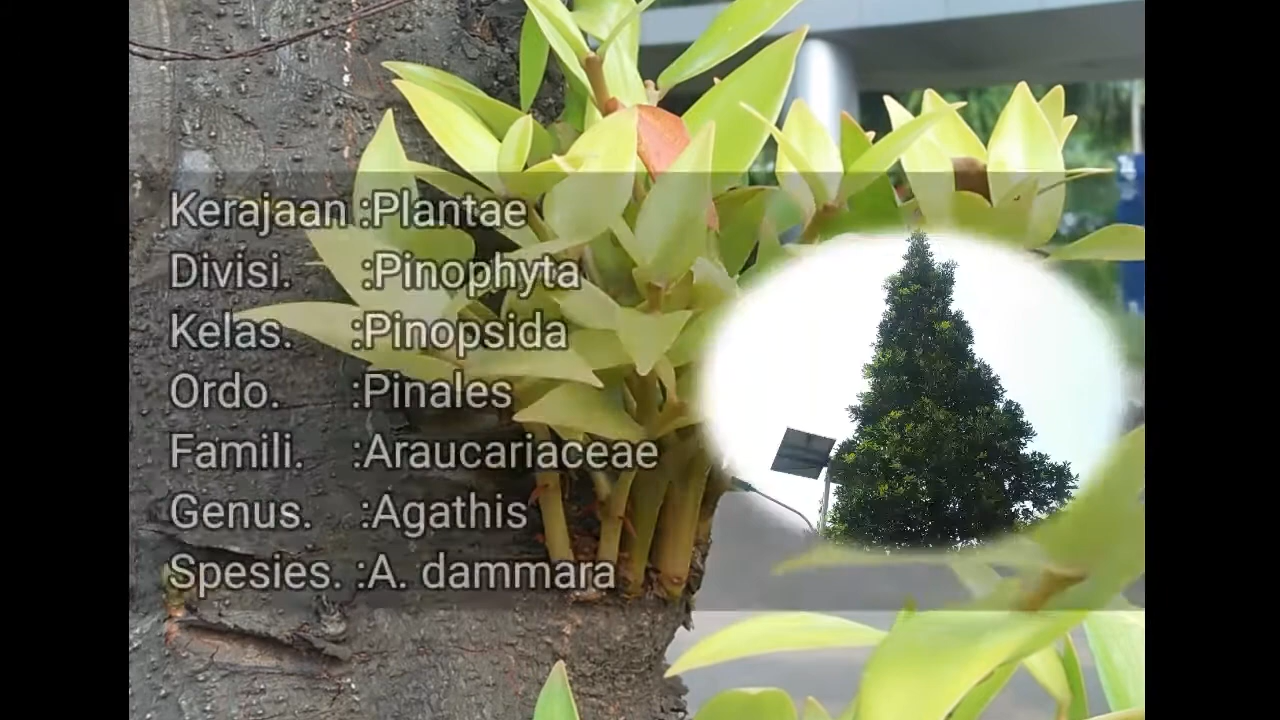 Kerajaan :Plantae
Divisi. :Pinophyta
Kelas. :Pinopsida
Ordo. :Pinales
Famili. :Araucariaceae
Genus. :Agathis
Spesies. :A. dammara